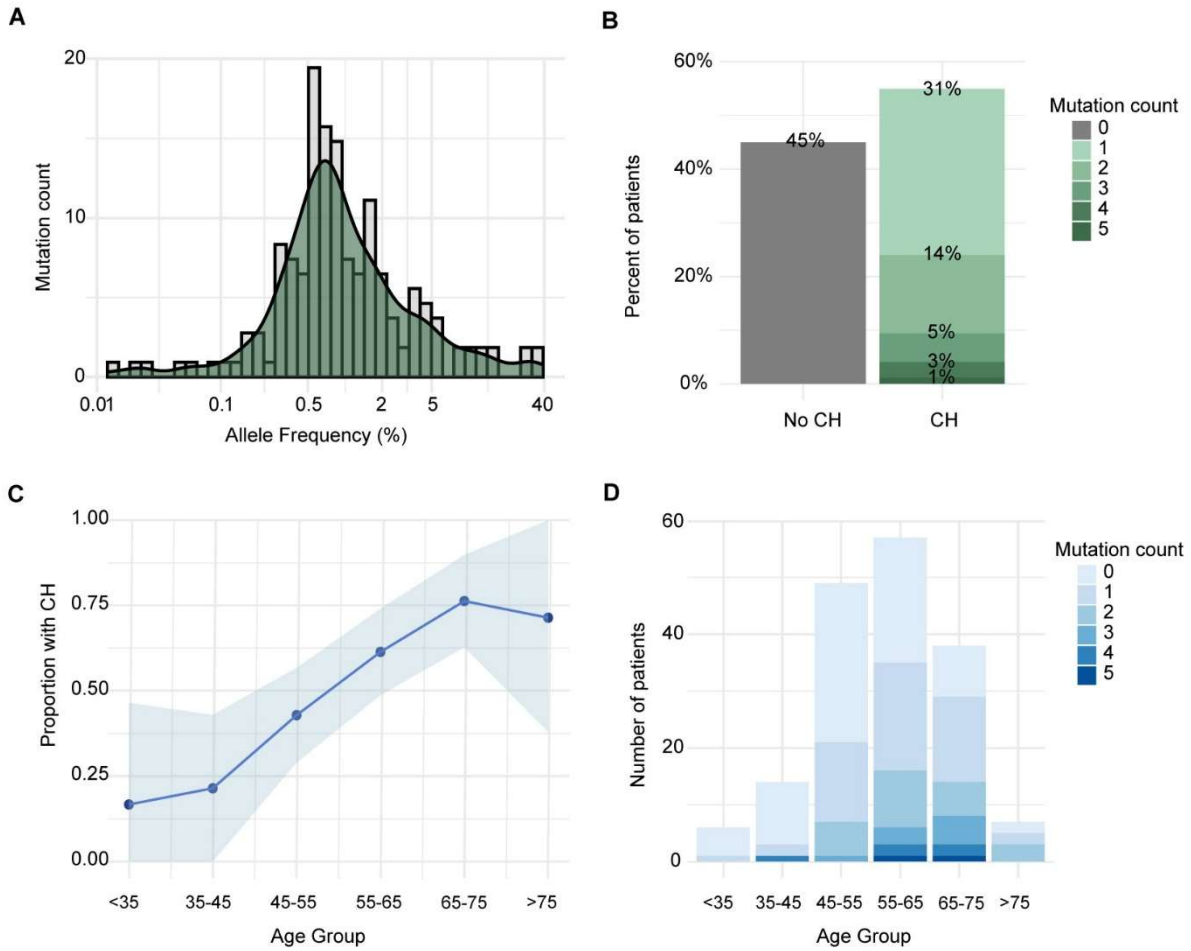 A
20
10
0
Mutation count
0.01 0.1 0.5 2 5 40
Allele Frequency (%)
B
60%
40%
20%
0%
Percent of patients
45%
31%
14%
5%
3%
1%
No CH CH
Mutation count
0
1
2
3
4
5
C
1.00
0.75
0.50
0.25
0.00
Proportion with CH
<35 35-45 45-55 55-65 65-75 >75
Age Group
D
60
40
20
0
Number of patients
<35 35-45 45-55 55-65 65-75 >75
Age Group
Mutation count
0
1
2
3
4
5